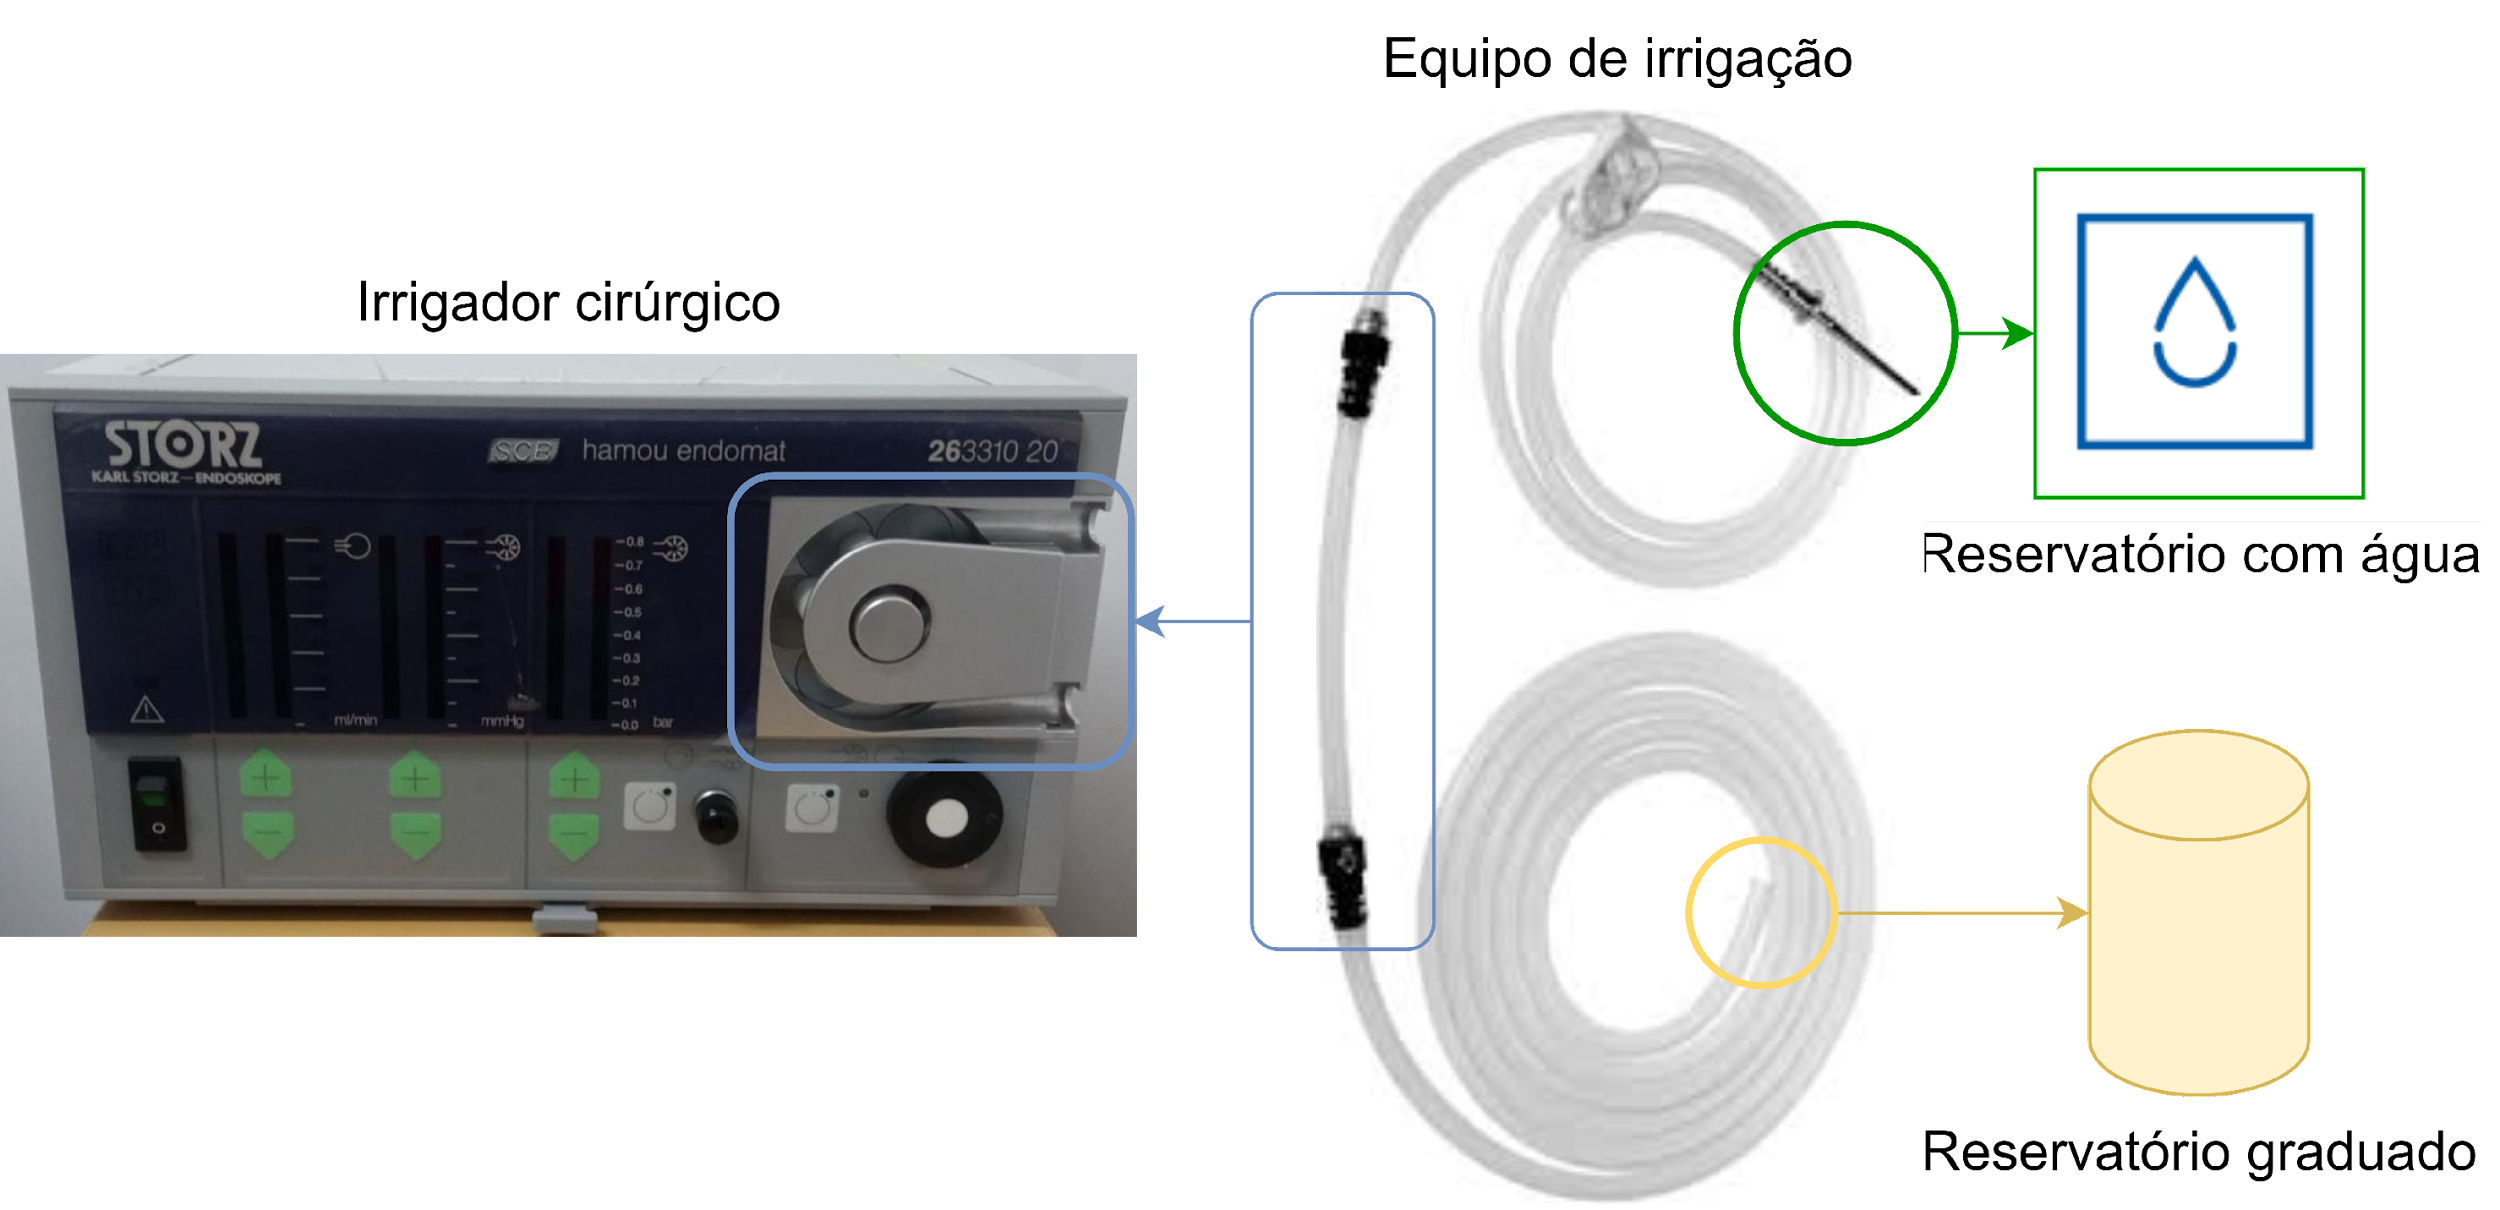 Equipo de irrigação
Irrigador cirúrgico
STORZ
KARL STORZ — ENDOSKOPE
SCB hamou endomat 263310 20
0.8
0.7
0.6
0.5
0.4
0.3
0.2
0.1
0.0
ml/min
mmHg
bar
Reservatório com água
Reservatório graduado